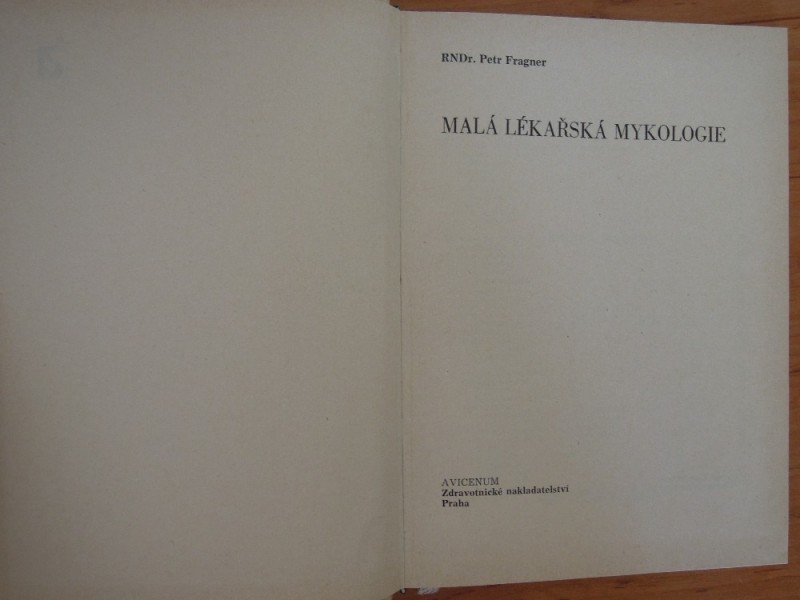 RNDr. Petr Fragner
MALÁ LÉKAŘSKÁ MYKOLOGIE
AVICENUM
Zdravotnické nakladatelství
Praha